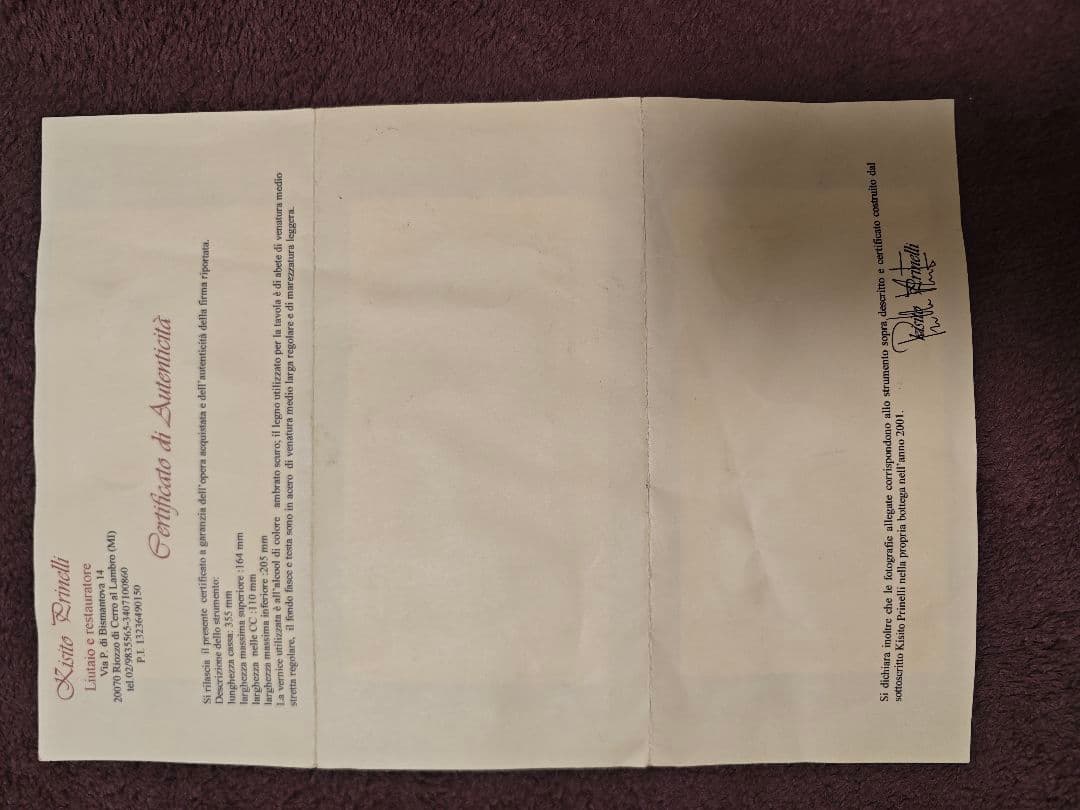 Kisito Prinelli
Liutaio e restauratore
Via P. di Bismantova 14
20070 Riozzo di Cerro al Lambro (MI)
tel 02/9835565-3407100860
P.I. 13236490150
Certificato di Autenticità
Si rilascia il presente certificato a garanzia dell'opera acquistata e dell'autenticità della firma riportata.
Descrizione dello strumento:
lunghezza cassa: 355 mm
larghezza massima superiore :164 mm
larghezza nelle CC :110 mm
larghezza massima inferiore :205 mm
La vernice utilizzata è all'alcool di colore ambrato scuro; il legno utilizzato per la tavola è di abete di venatura medio
stretta regolare, il fondo fasce e testa sono in acero di venatura medio larga regolare e di marezzatura leggera.
Si dichiara inoltre che le fotografie allegate corrispondono allo strumento sopra descritto e certificato costruito dal
sottoscritto Kisito Prinelli nella propria bottega nell'anno 2001.
Prinelli